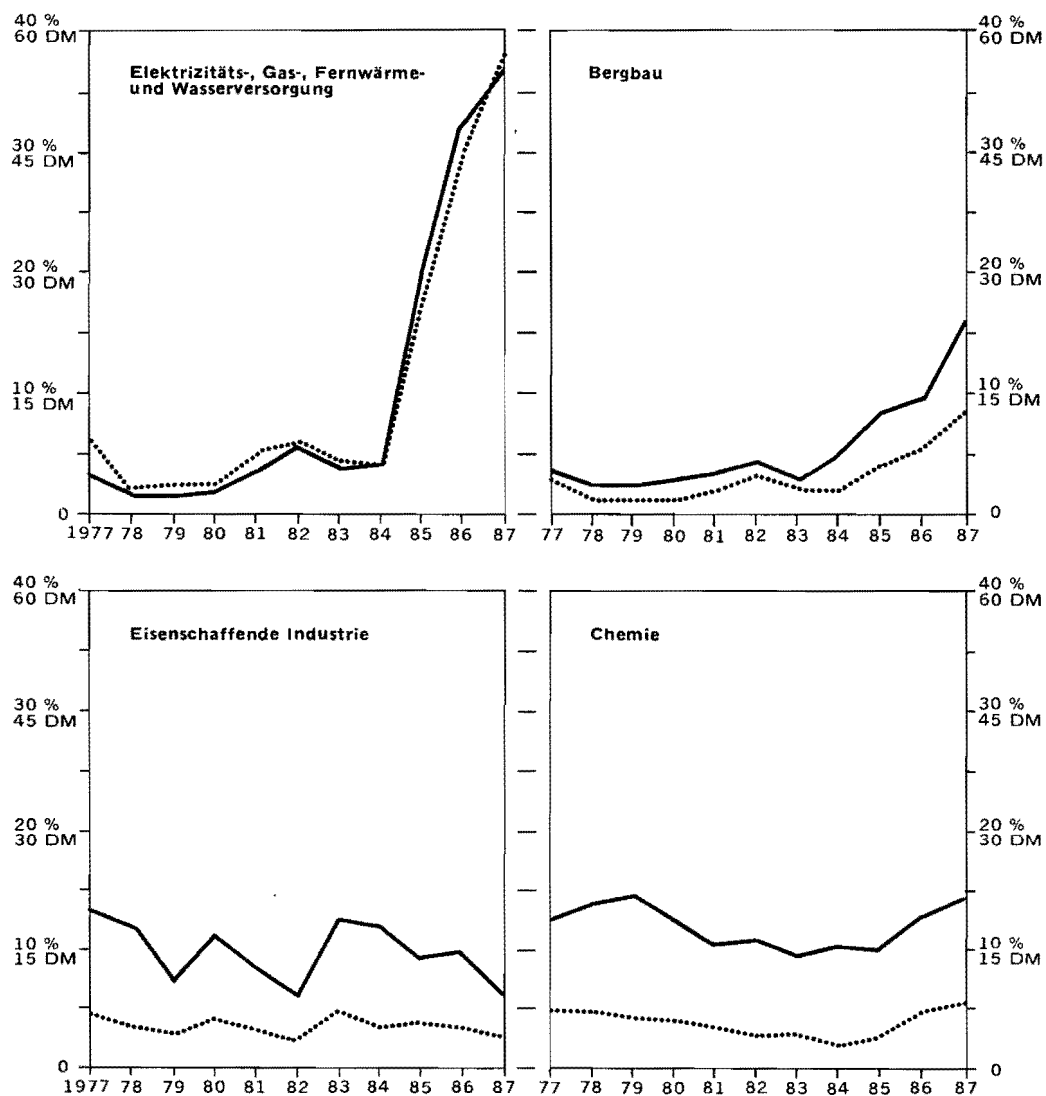 40 %
60 DM
Elektrizitäts-, Gas-, Fernwärme-
und Wasserversorgung
30 %
45 DM
20 %
30 DM
10 %
15 DM
0
1977 78 79 80 81 82 83 84 85 86 87
40 %
60 DM
Bergbau
30 %
45 DM
20 %
30 DM
10 %
15 DM
0
77 78 79 80 81 82 83 84 85 86 87
40 %
60 DM
Eisenschaffende Industrie
30 %
45 DM
20 %
30 DM
10 %
15 DM
0
1977 78 79 80 81 82 83 84 85 86 87
40 %
60 DM
Chemie
30 %
45 DM
20 %
30 DM
10 %
15 DM
0
77 78 79 80 81 82 83 84 85 86 87